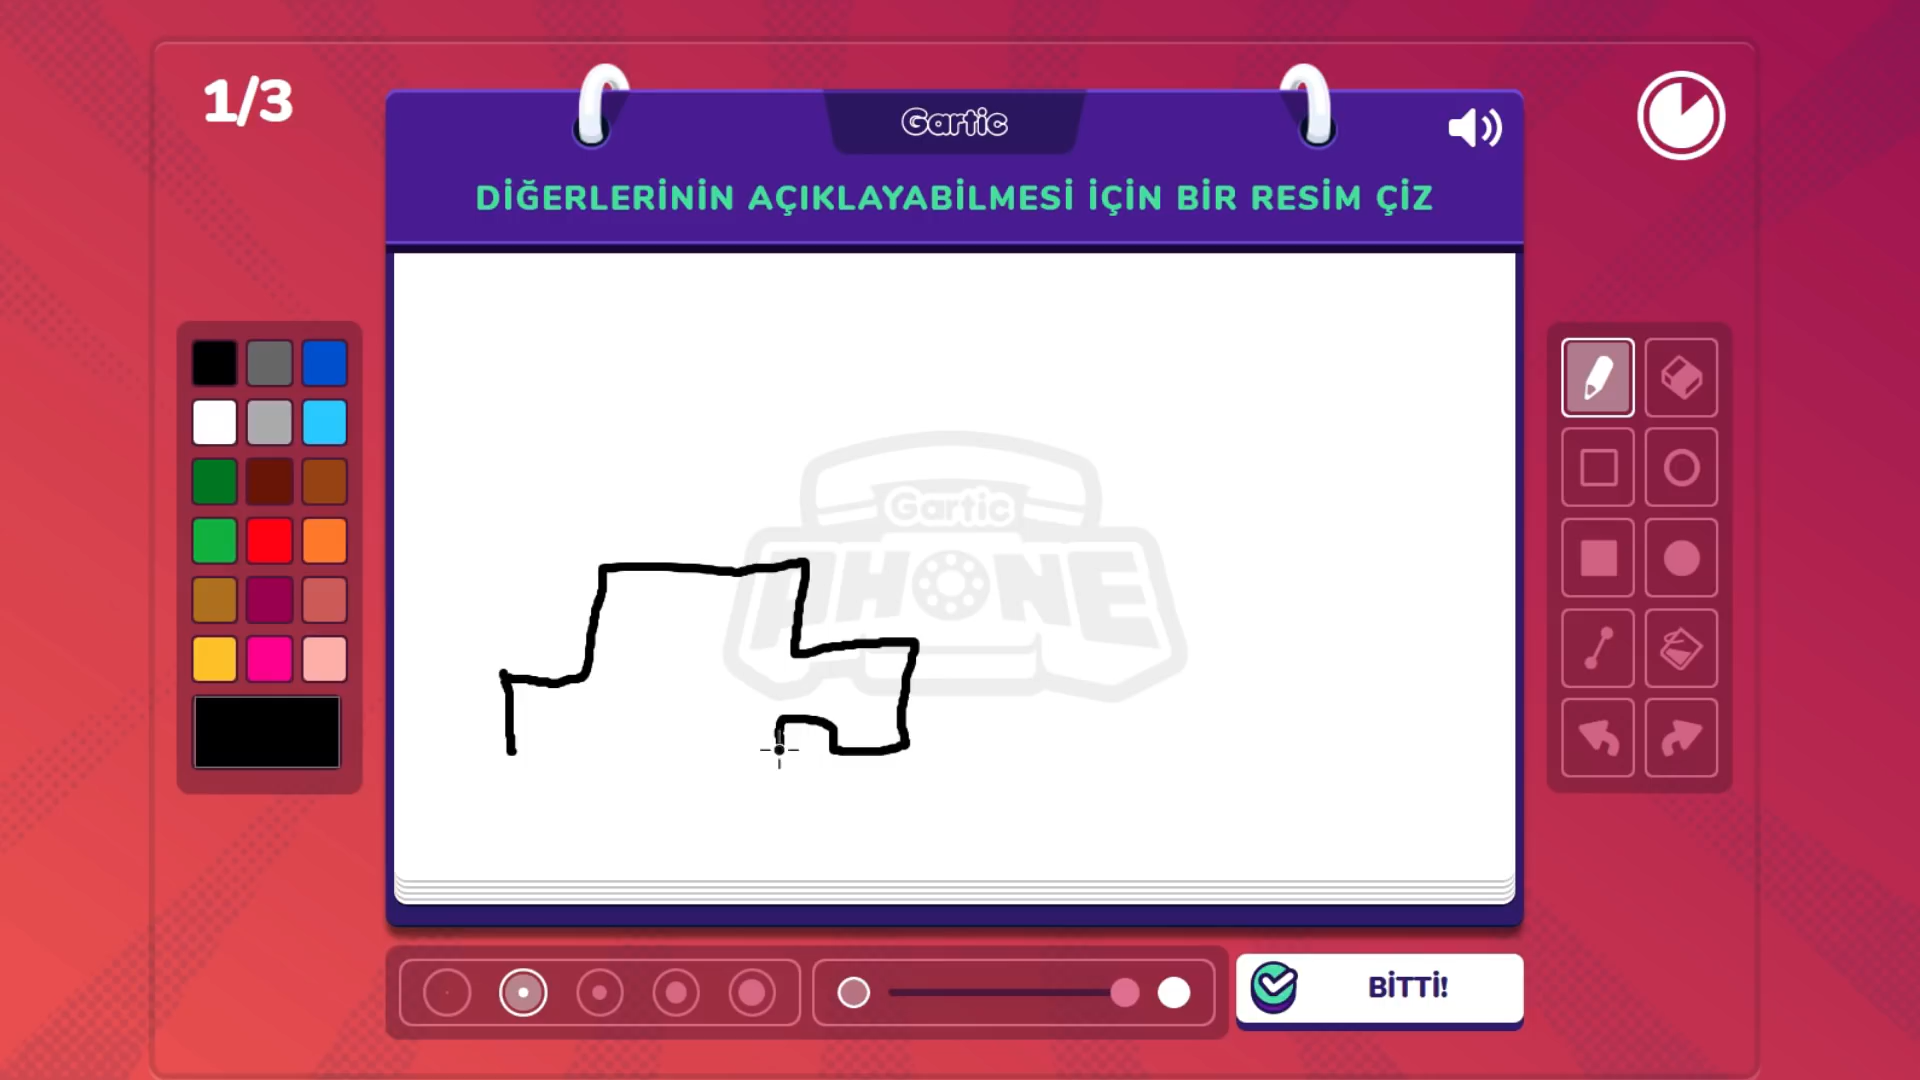 1/3
Gartic
DİĞERLERİNİN AÇIKLAYABİLMESİ İÇİN BİR RESİM ÇİZ
Gartic
PHONE
BİTTİ!